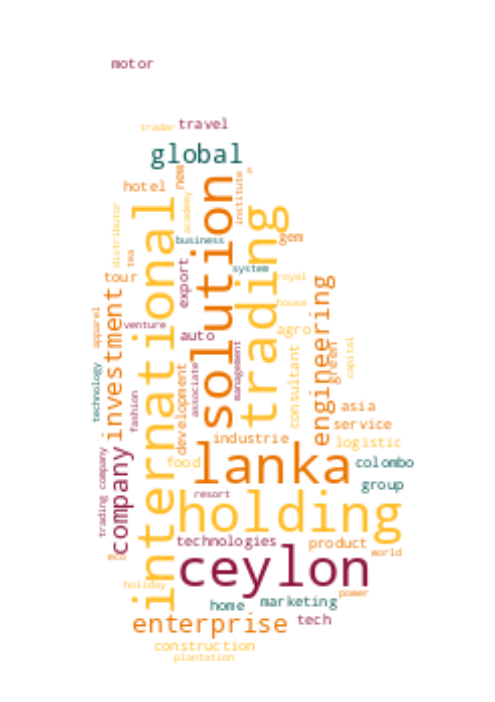 motor
trader
travel
global
hotel
new
solution
institute
international
academy
trading
distributor
tea
business
gem
system
tour
export
royal
investment
house
venture
apparel
auto
agro
engineering
green
capital
management
associate
technology
development
fashion
consultant
asia
service
industrie
logistic
company
trading company
food
lanka
colombo
resort
group
holding
technologies
product
eco
world
ceylon
holiday
power
home
marketing
enterprise
tech
construction
plantation